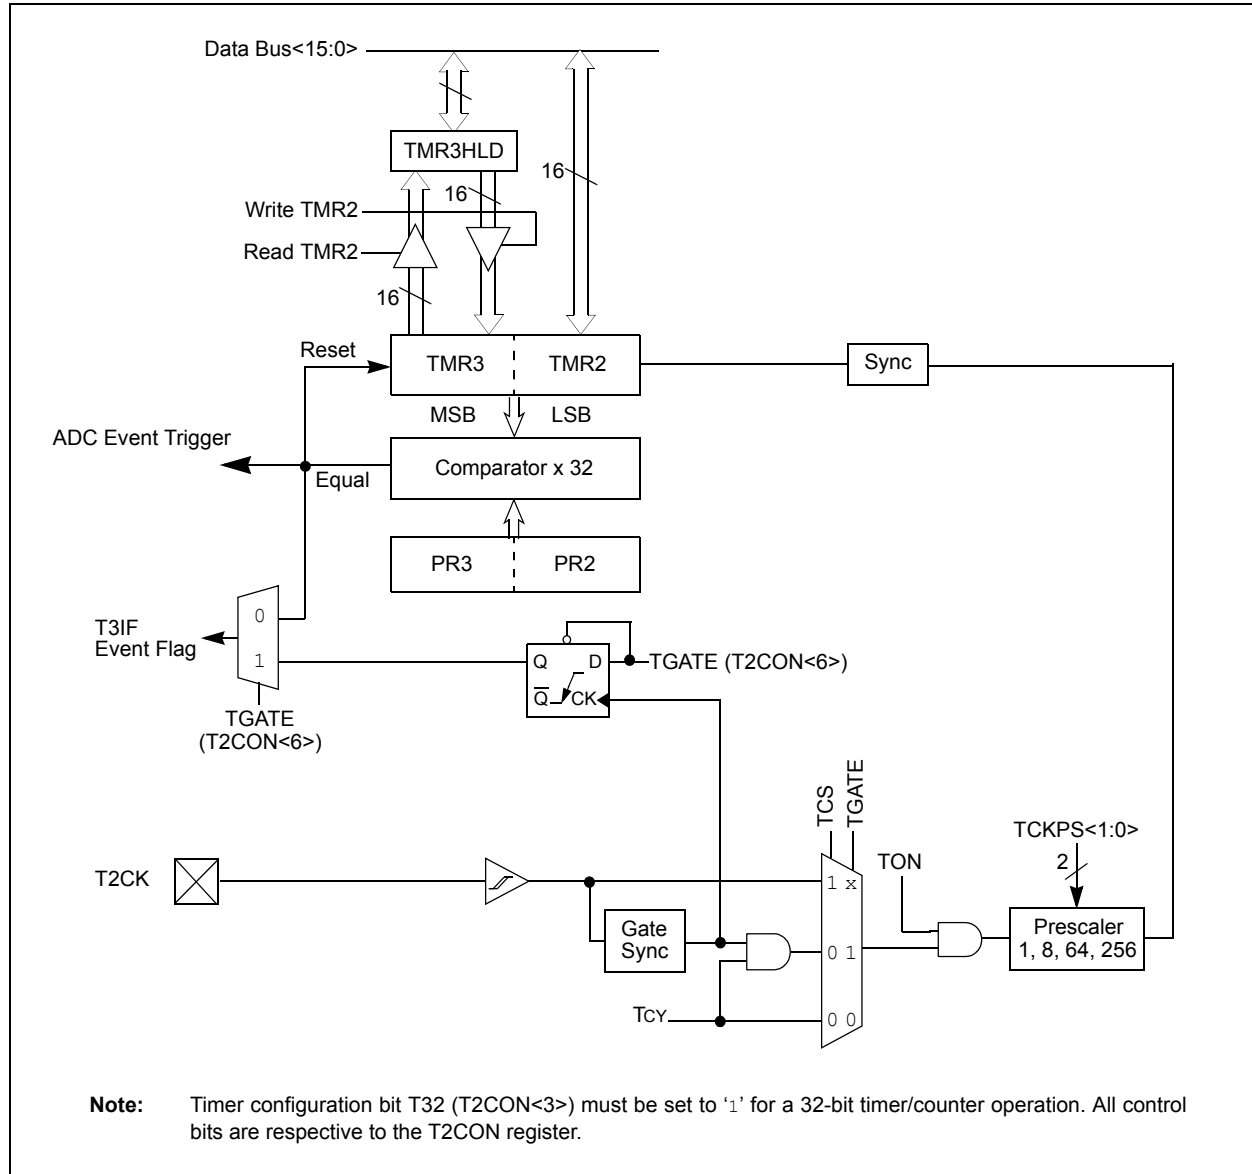 Data Bus<15:0>
TMR3HLD
16
16
Write TMR2
Read TMR2
16
Reset
TMR3
TMR2
Sync
MSB
LSB
ADC Event Trigger
Equal
Comparator x 32
PR3
PR2
0
T3IF
Event Flag
1
Q
D
TGATE (T2CON<6>)
Q
CK
TGATE
(T2CON<6>)
TCS
TGATE
TCKPS<1:0>
2
TON
T2CK
1 x
Gate
Sync
0 1
Prescaler
1, 8, 64, 256
TCY
0 0
Note: Timer configuration bit T32 (T2CON<3>) must be set to ‘1’ for a 32-bit timer/counter operation. All control
bits are respective to the T2CON register.